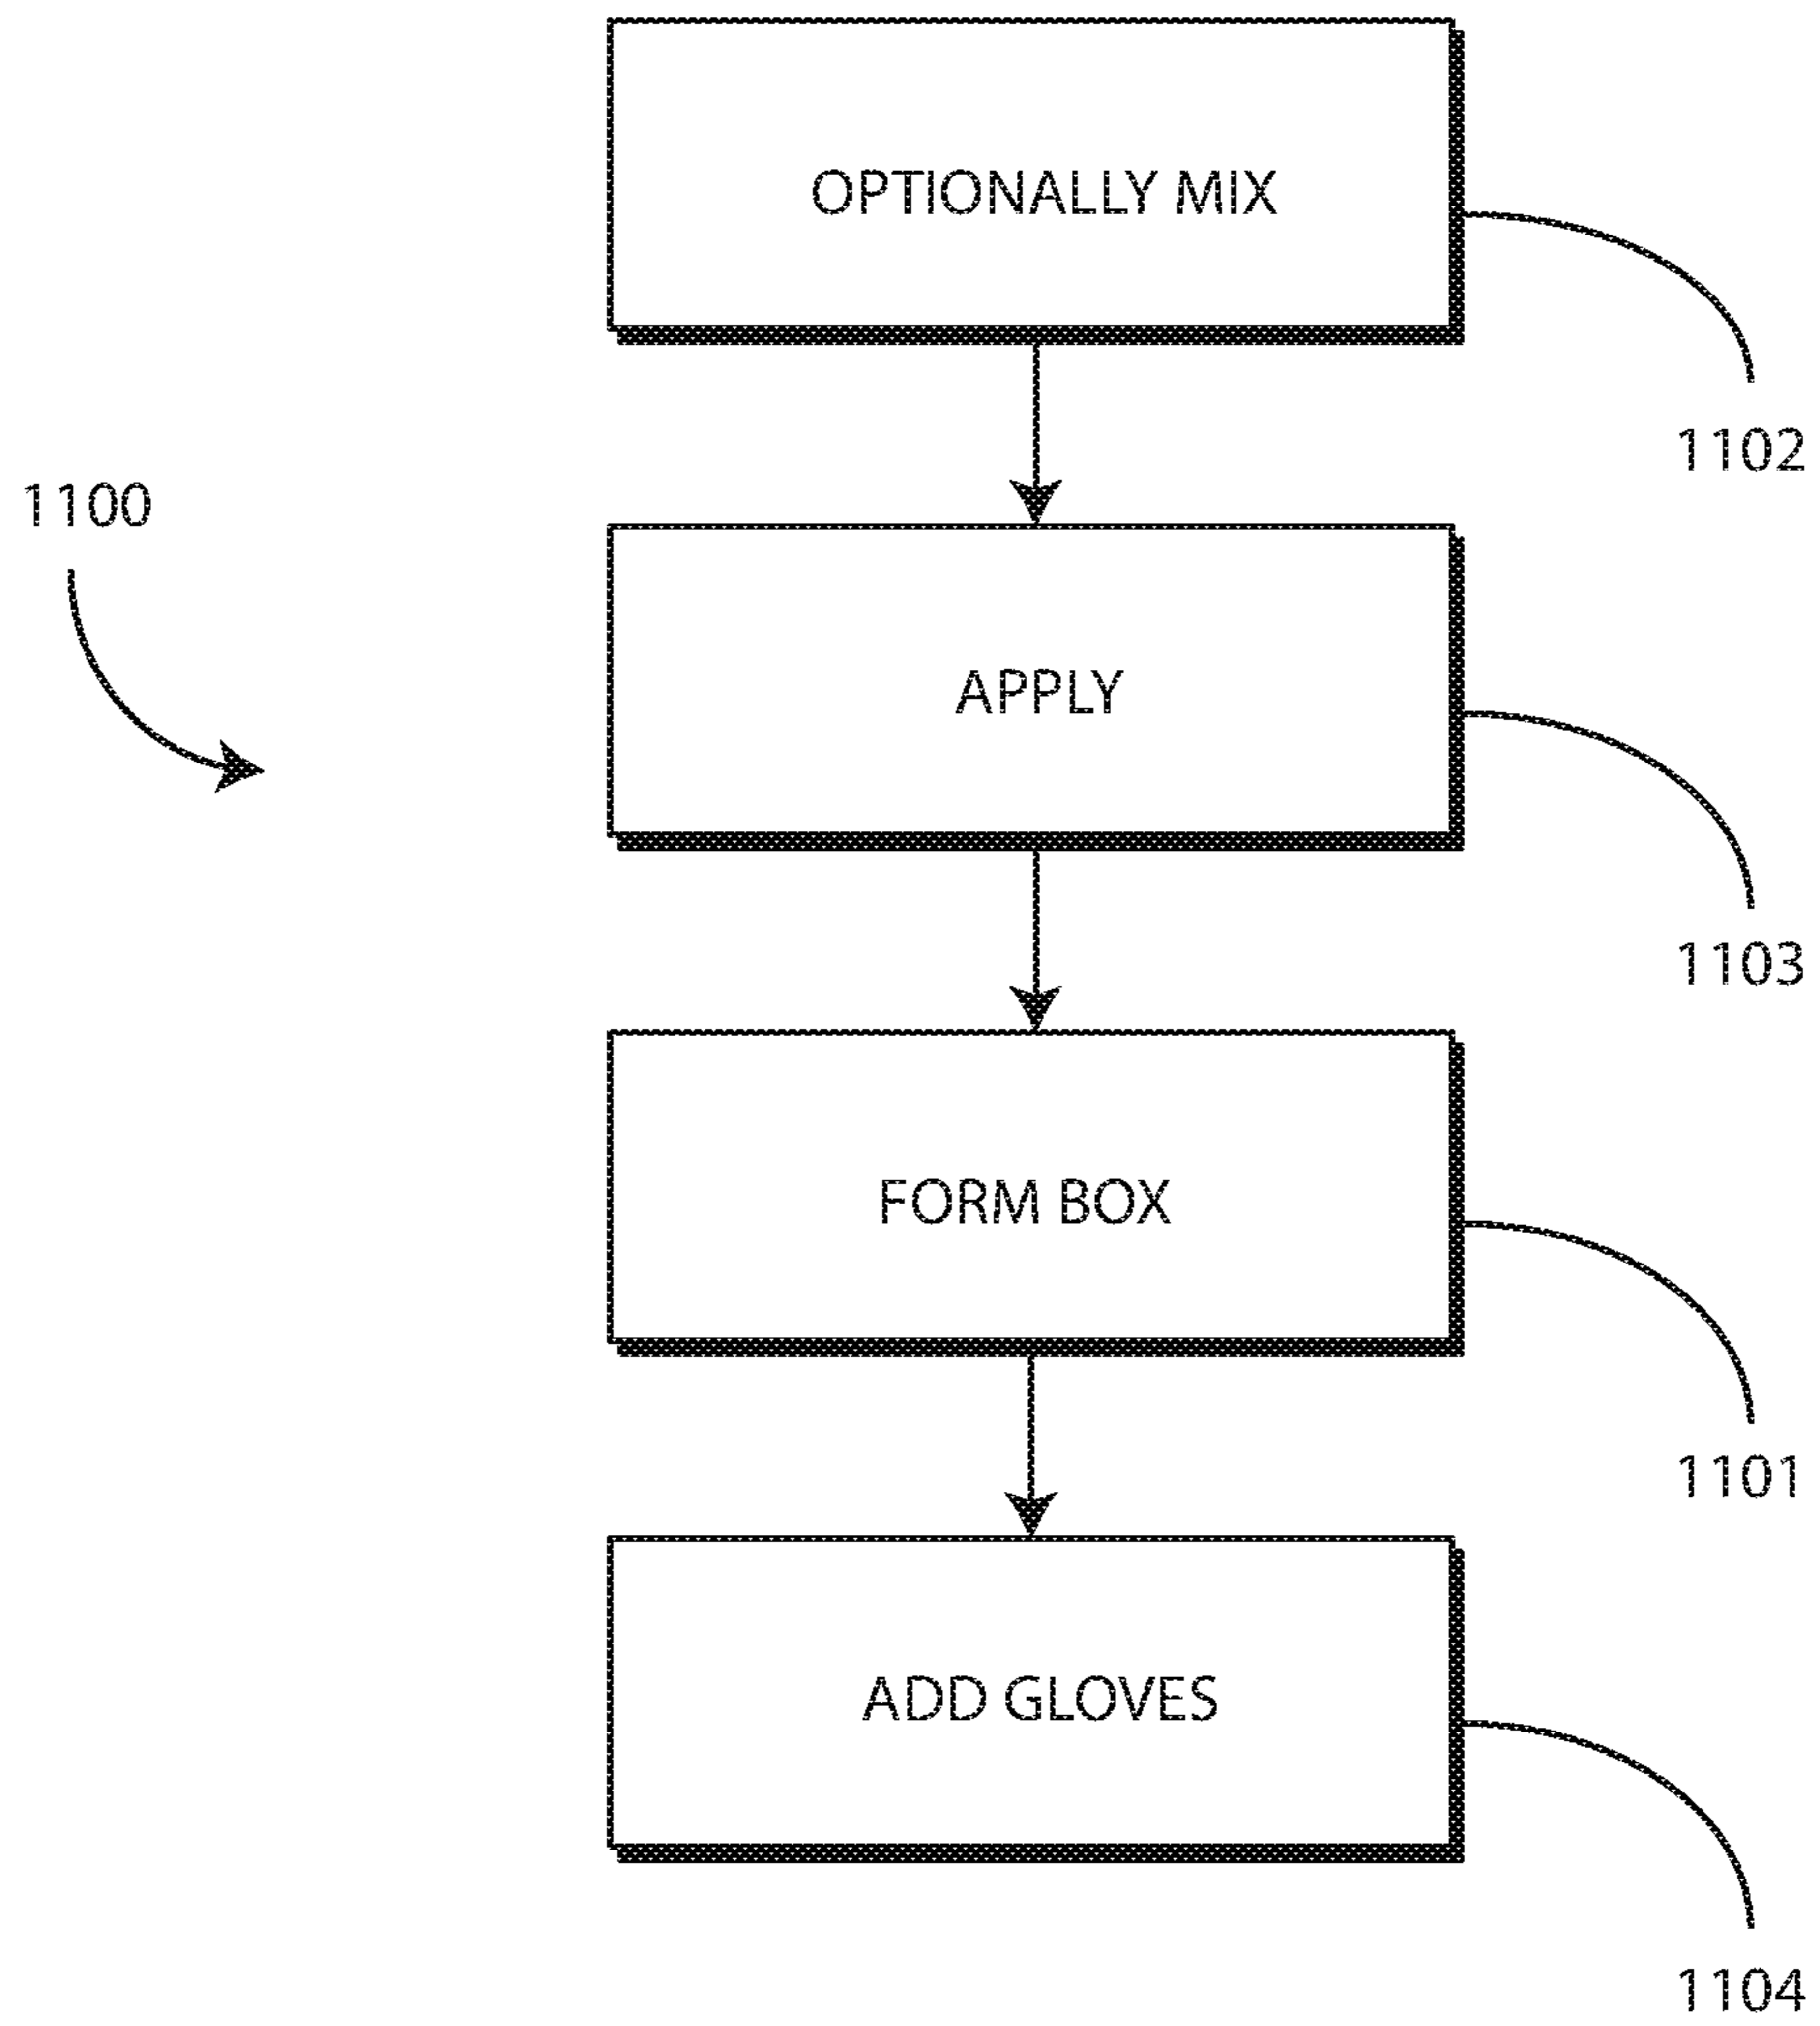 OPTIONALLY MIX
1102
1100
APPLY
1103
FORM BOX
1101
ADD GLOVES
1104